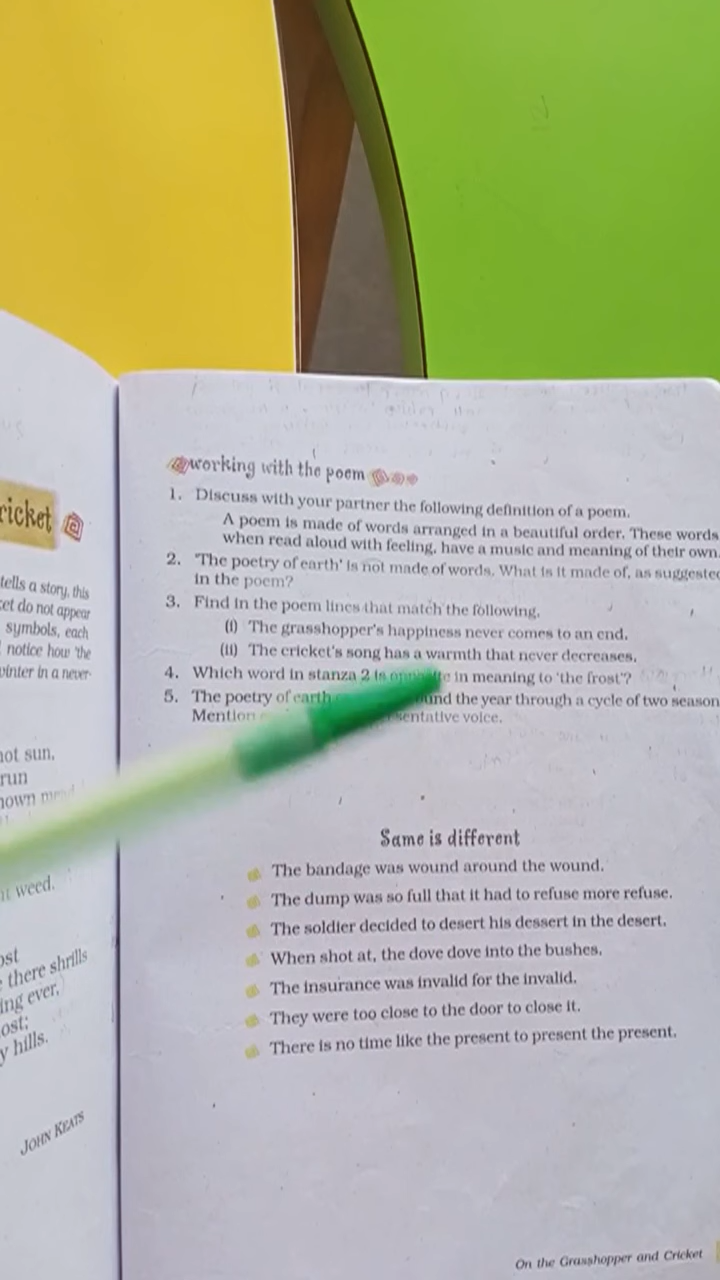 ricket
tells a story, this
et do not appear
symbols, each
notice how 'the
winter in a never-
hot sun,
run
nown
weed.
ost
there shrills
ing ever,
ost;
y hills.
JOHN KEATS
working with the poem
1. Discuss with your partner the following definition of a poem.
A poem is made of words arranged in a beautiful order. These words
when read aloud with feeling, have a music and meaning of their own.
2. 'The poetry of earth' is not made of words. What is it made of, as suggested
in the poem?
3. Find in the poem lines that match the following.
(i) The grasshopper's happiness never comes to an end.
(ii) The cricket's song has a warmth that never decreases.
4. Which word in stanza 2 is in meaning to 'the frost'?
5. The poetry of earth und the year through a cycle of two season
Mention sentative voice.
Same is different
The bandage was wound around the wound.
The dump was so full that it had to refuse more refuse.
The soldier decided to desert his dessert in the desert.
When shot at, the dove dove into the bushes.
The insurance was invalid for the invalid.
They were too close to the door to close it.
There is no time like the present to present the present.
On the Grasshopper and Cricket